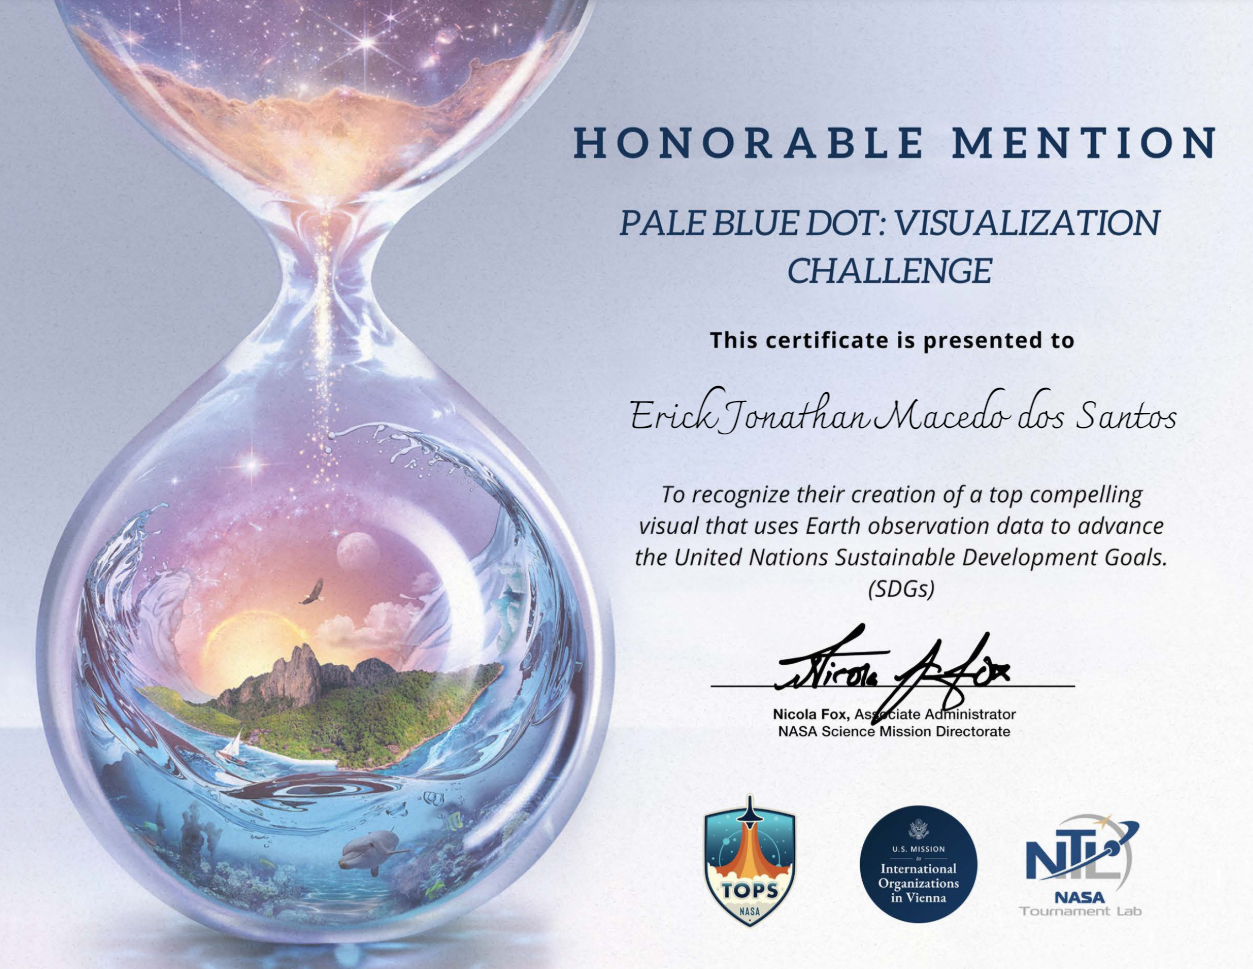 HONORABLE MENTION
PALE BLUE DOT: VISUALIZATION
CHALLENGE
This certificate is presented to
Erick Jonathan Macedo dos Santos
To recognize their creation of a top compelling
visual that uses Earth observation data to advance
the United Nations Sustainable Development Goals.
(SDGs)
Nicola Fox
Nicola Fox, Associate Administrator
NASA Science Mission Directorate
TOPS
NASA
U.S. MISSION
to
International
Organizations
in Vienna
NTL
NASA
Tournament Lab